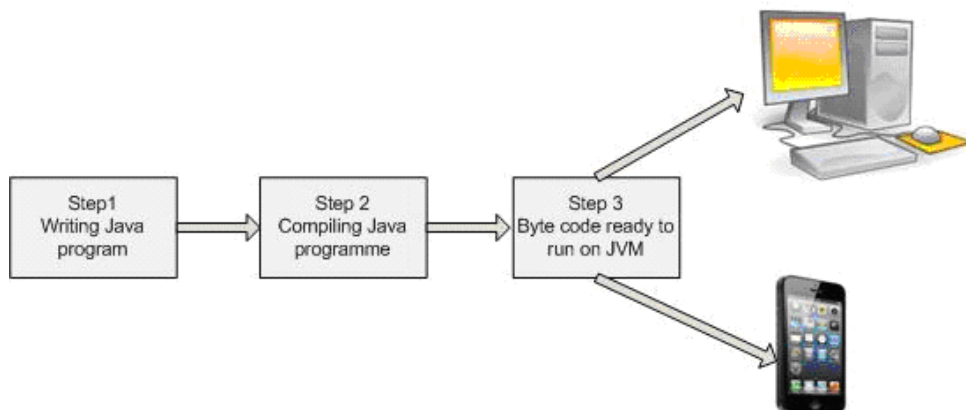 Step1
Writing Java
program
Step 2
Compiling Java
programme
Step 3
Byte code ready to
run on JVM